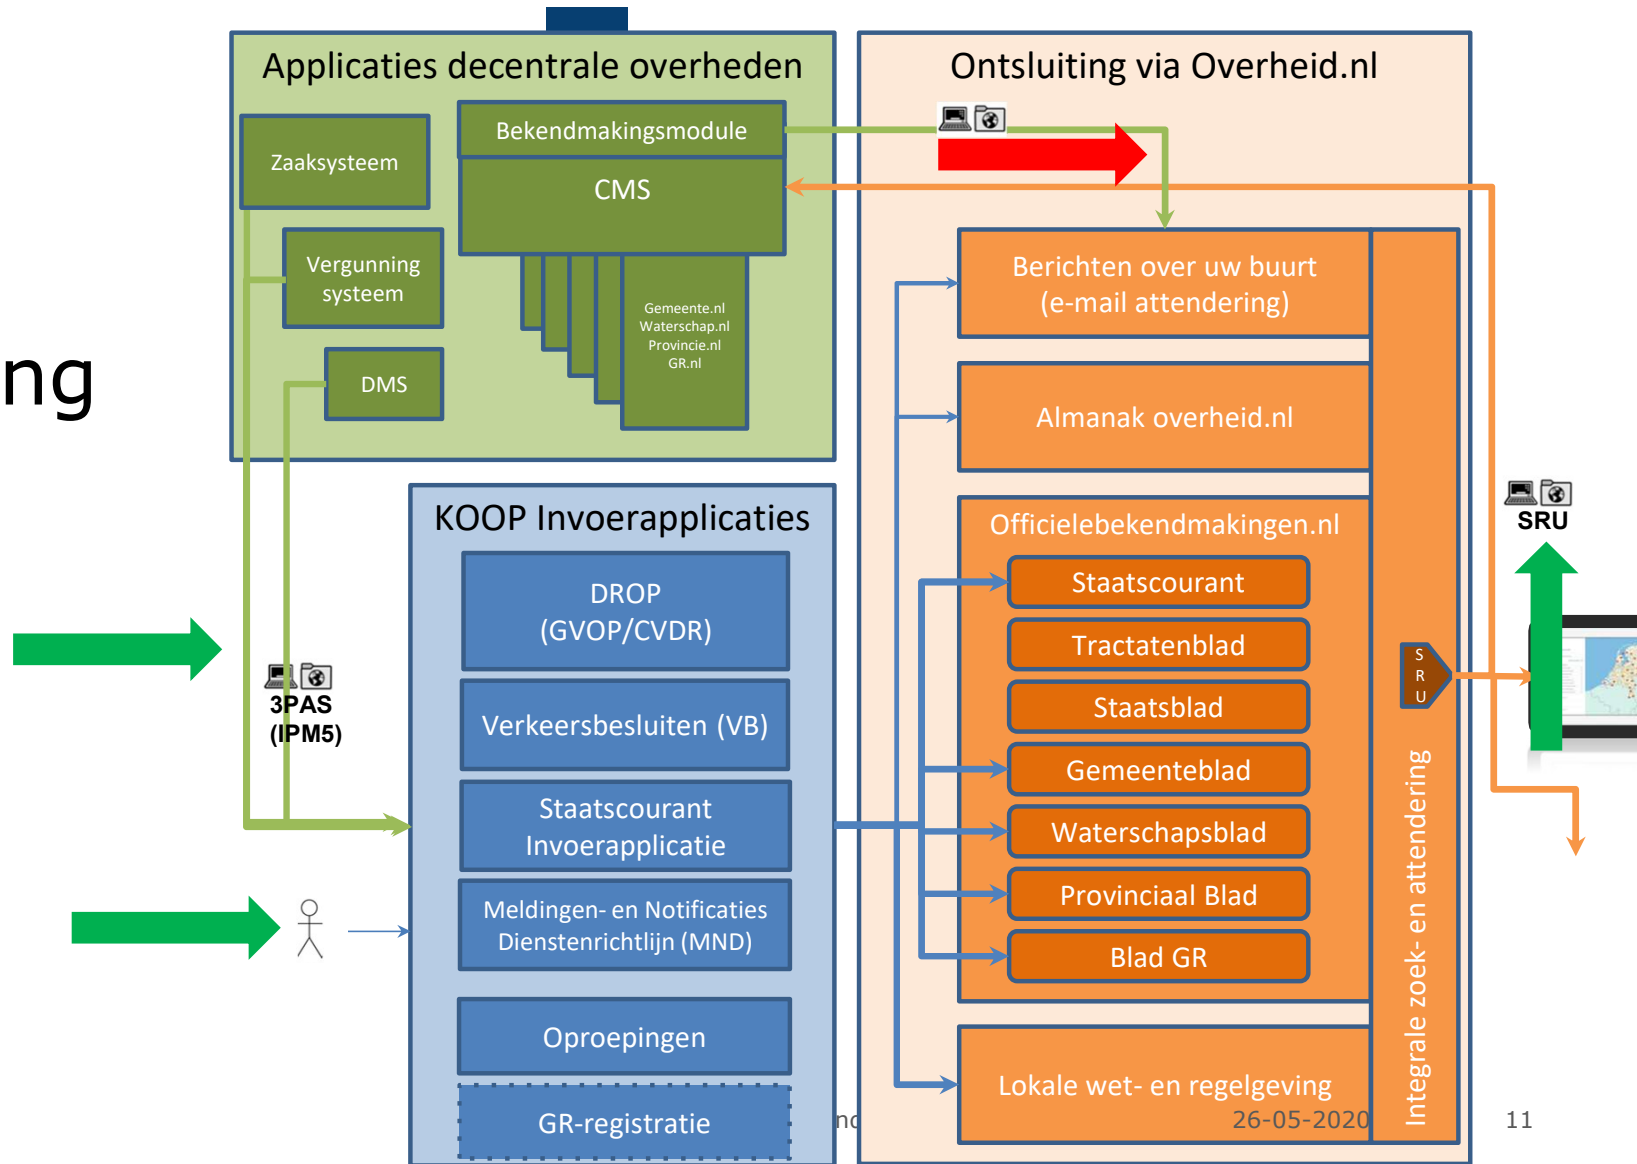 ng
Applicaties decentrale overheden
Zaaksysteem
Bekendmakingsmodule
CMS
Vergunning
systeem
DMS
Gemeente.nl
Waterschap.nl
Provincie.nl
GR.nl
3PAS
(IPM5)
KOOP Invoerapplicaties
DROP
(GVOP/CVDR)
Verkeersbesluiten (VB)
Staatscourant
Invoerapplicatie
Meldingen- en Notificaties
Dienstenrichtlijn (MND)
Oproepingen
GR-registratie
Ontsluiting via Overheid.nl
Berichten over uw buurt
(e-mail attendering)
Almanak overheid.nl
Officielebekendmakingen.nl
Staatscourant
Tractatenblad
Staatsblad
Gemeenteblad
Waterschapsblad
Provinciaal Blad
Blad GR
Lokale wet- en regelgeving
Integrale zoek- en attendering
S
R
U
SRU
26-05-2020
11